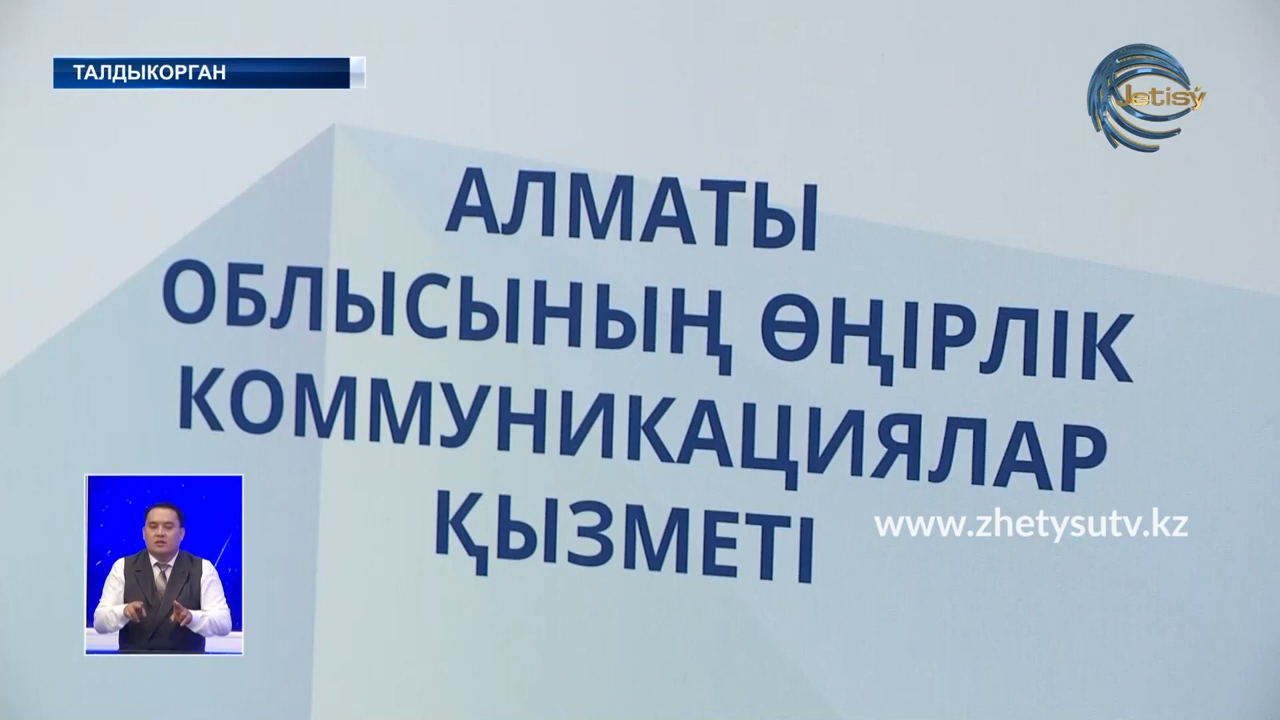 ТАЛДЫКОРГАН
Jetisý
АЛМАТЫ
ОБЛЫСЫНЫҢ ӨҢІРЛІК
КОММУНИКАЦИЯЛАР
ҚЫЗМЕТІ
www.zhetysutv.kz